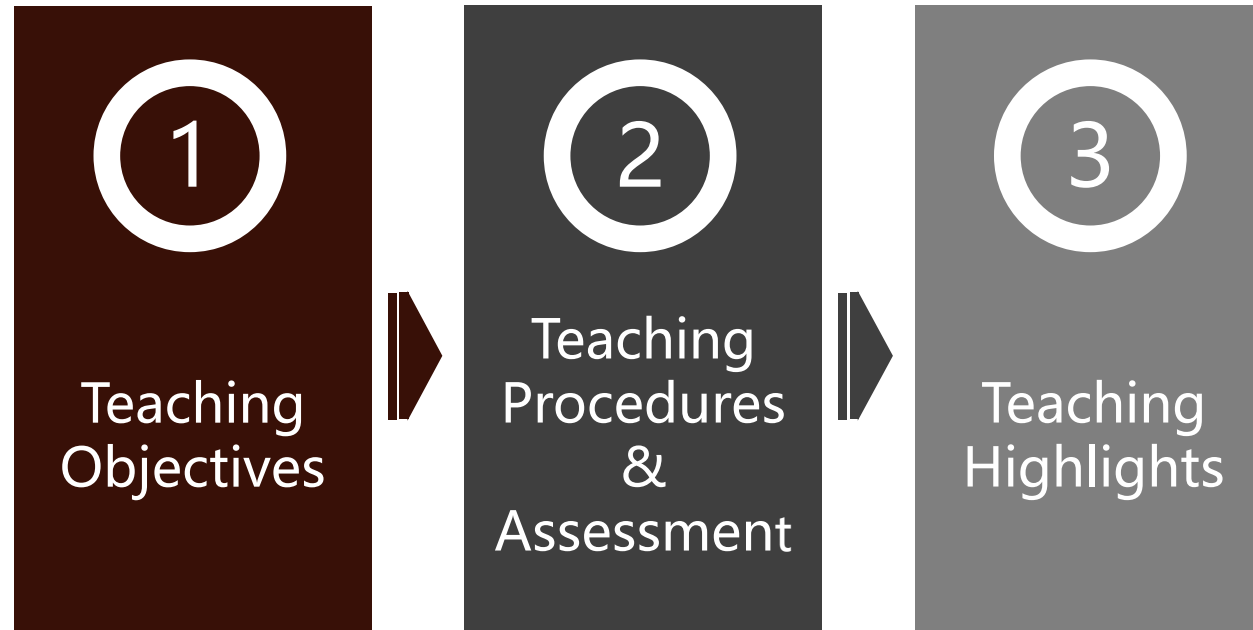 1
Teaching
Objectives
2
Teaching
Procedures
&
Assessment
3
Teaching
Highlights